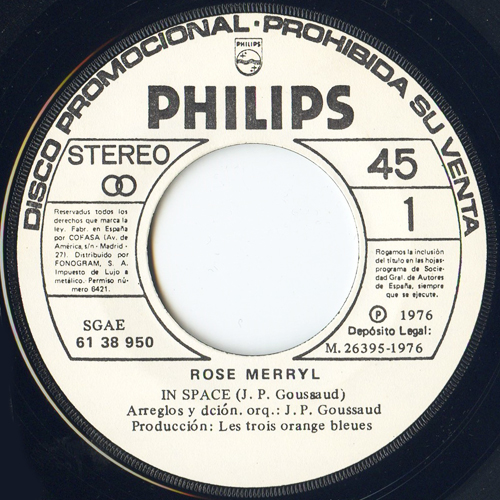 DISCO PROMOCIONAL · PROHIBIDA SU VENTA
PHILIPS
PHILIPS
STEREO
45
1
Reservados todos los
derechos que marca la
ley. Fabr. en España
por COFASA (Av. de
América, s/n - Madrid -
27). Distribuido por
FONOGRAM, S. A.
Impuesto de Lujo a
metálico. Permiso nú-
mero 6421.
Rogamos la inclusión
del título en las hojas-
programa de Socie-
dad Gral. de Autores
de España, siempre
que se ejecute.
SGAE
61 38 950
Ⓟ 1976
Depósito Legal:
M. 26395-1976
ROSE MERRYL
IN SPACE (J. P. Goussaud)
Arreglos y dción. orq.: J. P. Goussaud
Producción: Les trois orange bleues